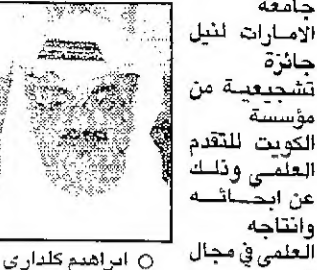 جامعة
الامارات لنيل
جائزة
تشجيعية من
مؤسسة
الكويت للتقدم
العلمي وذلك
عن ابحاثه
وانتاجه
العلمي في مجال
ابراهيم كلداري